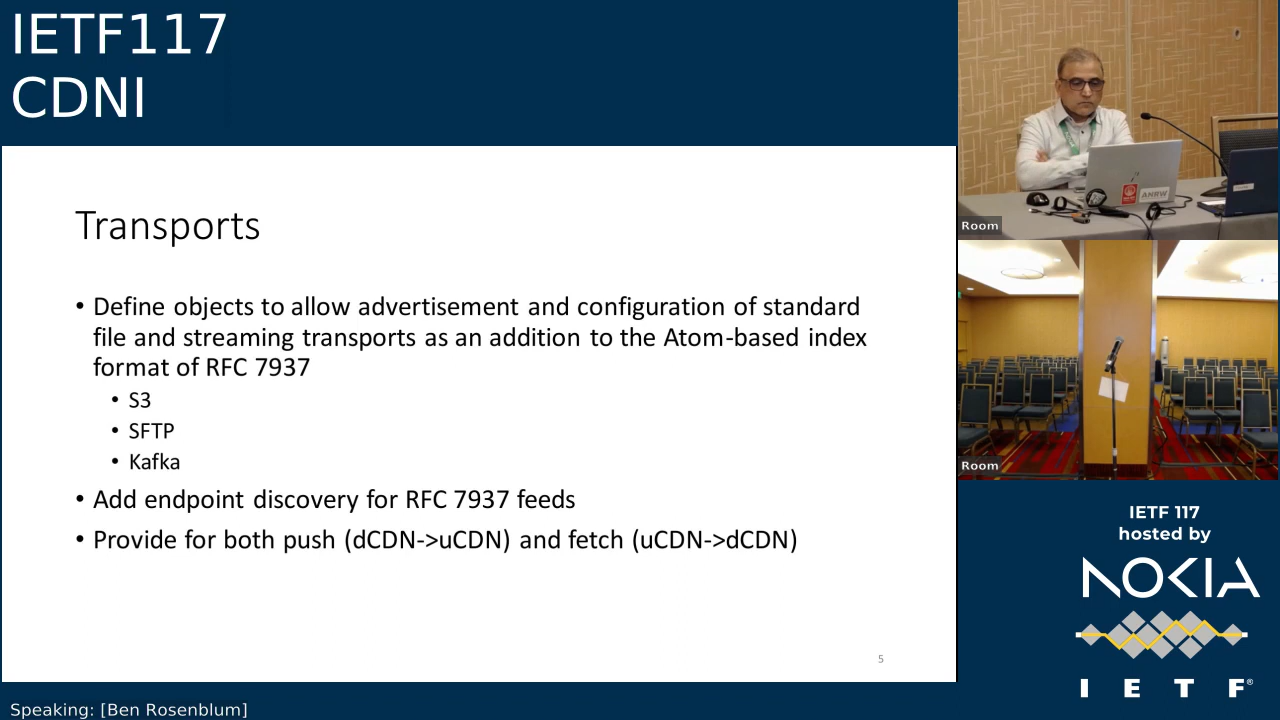 IETF117
CDNI
Transports
• Define objects to allow advertisement and configuration of standard
file and streaming transports as an addition to the Atom-based index
format of RFC 7937
• S3
• SFTP
• Kafka
• Add endpoint discovery for RFC 7937 feeds
• Provide for both push (dCDN->uCDN) and fetch (uCDN->dCDN)
5
Speaking: [Ben Rosenblum]
ANRW
Room
Room
IETF 117
hosted by
NOKIA
I E T F®